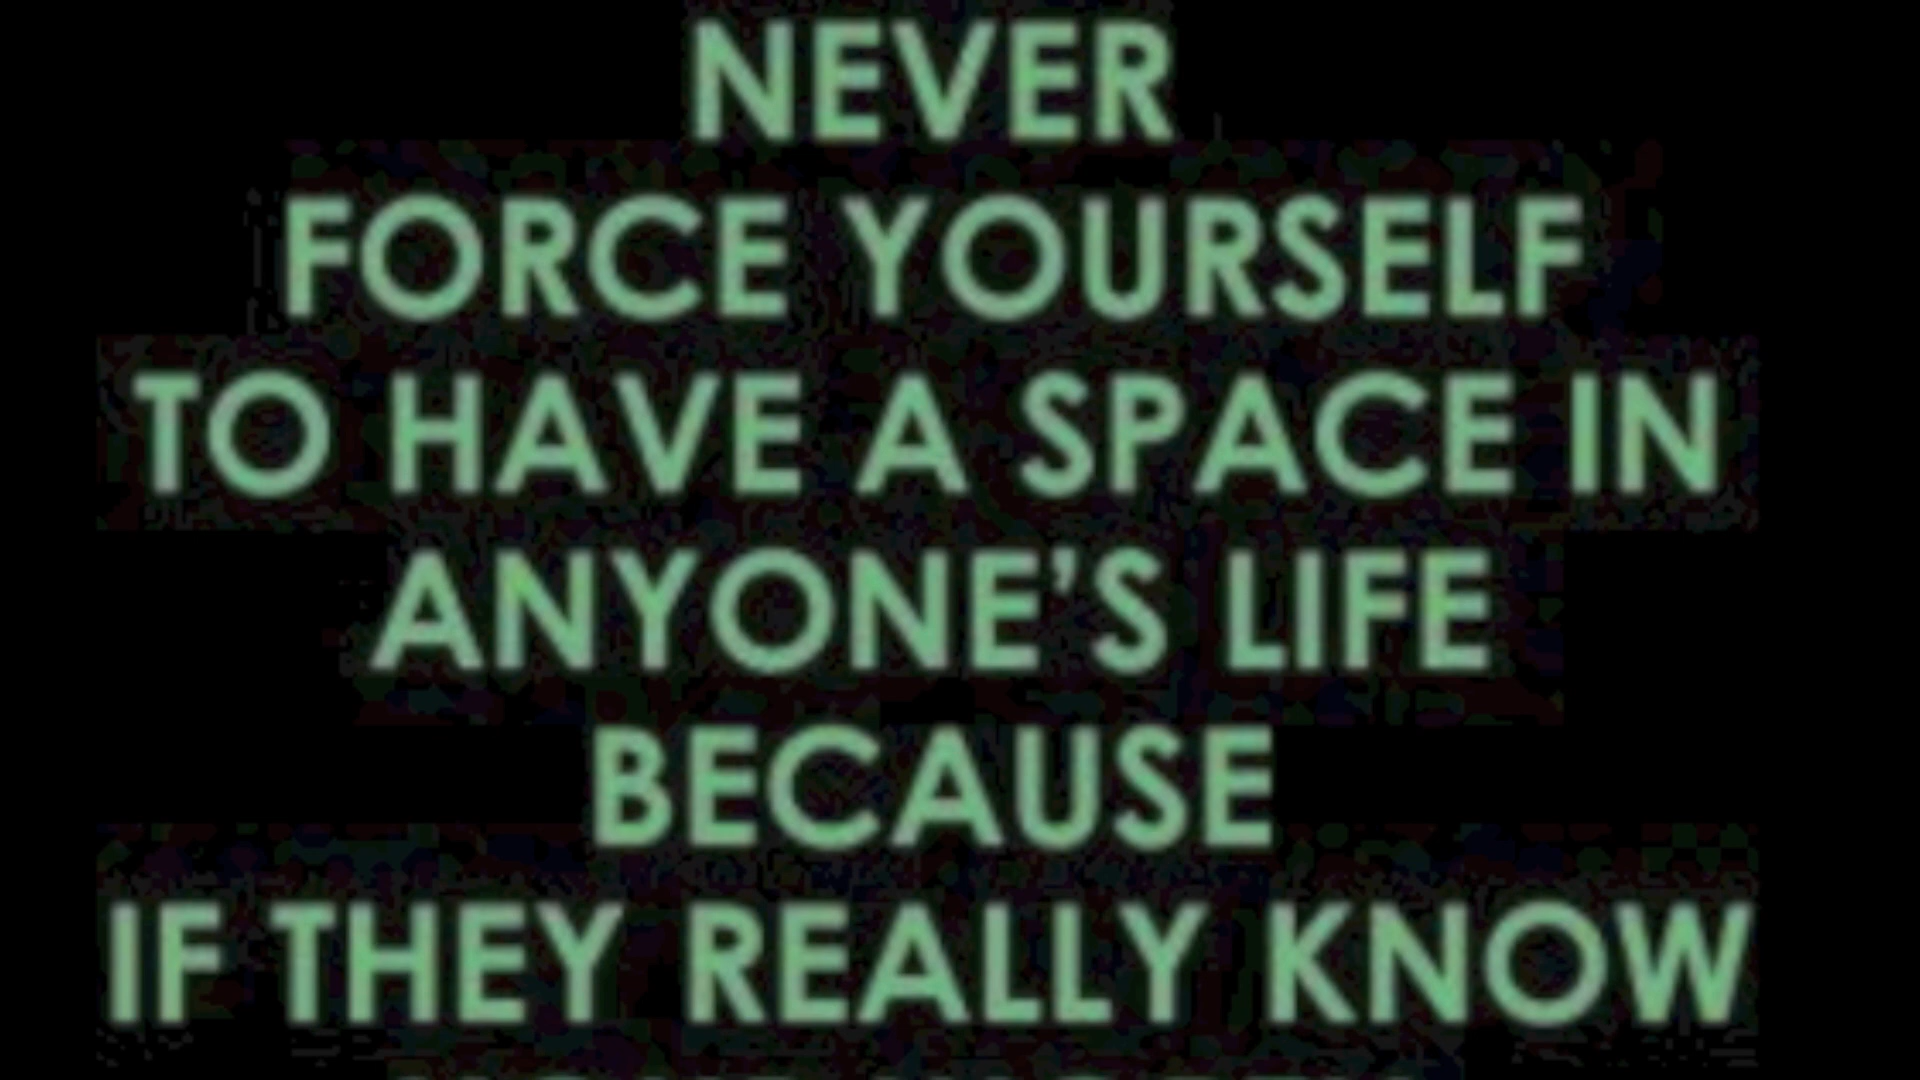 NEVER
FORCE YOURSELF
TO HAVE A SPACE IN
ANYONE’S LIFE
BECAUSE
IF THEY REALLY KNOW